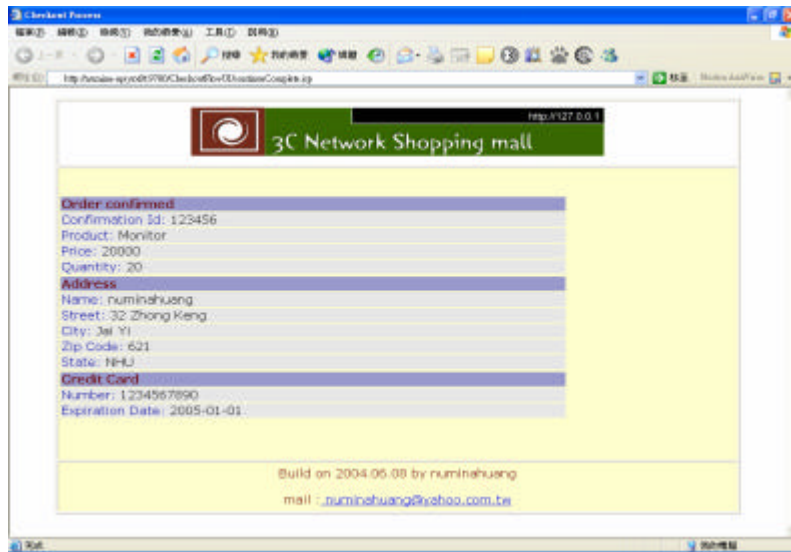 Checkout Process
http://127.0.0.1
3C Network Shopping mall
Order confirmed
Confirmation Id: 123456
Product: Monitor
Price: 20000
Quantity: 20
Address
Name: numinahuang
Street: 32 Zhong Keng
City: Jai Yi
Zip Code: 621
State: NHU
Credit Card
Number: 1234567890
Expiration Date: 2005-01-01
Build on 2004.06.08 by numinahuang
mail : numinahuang@yahoo.com.tw
完成